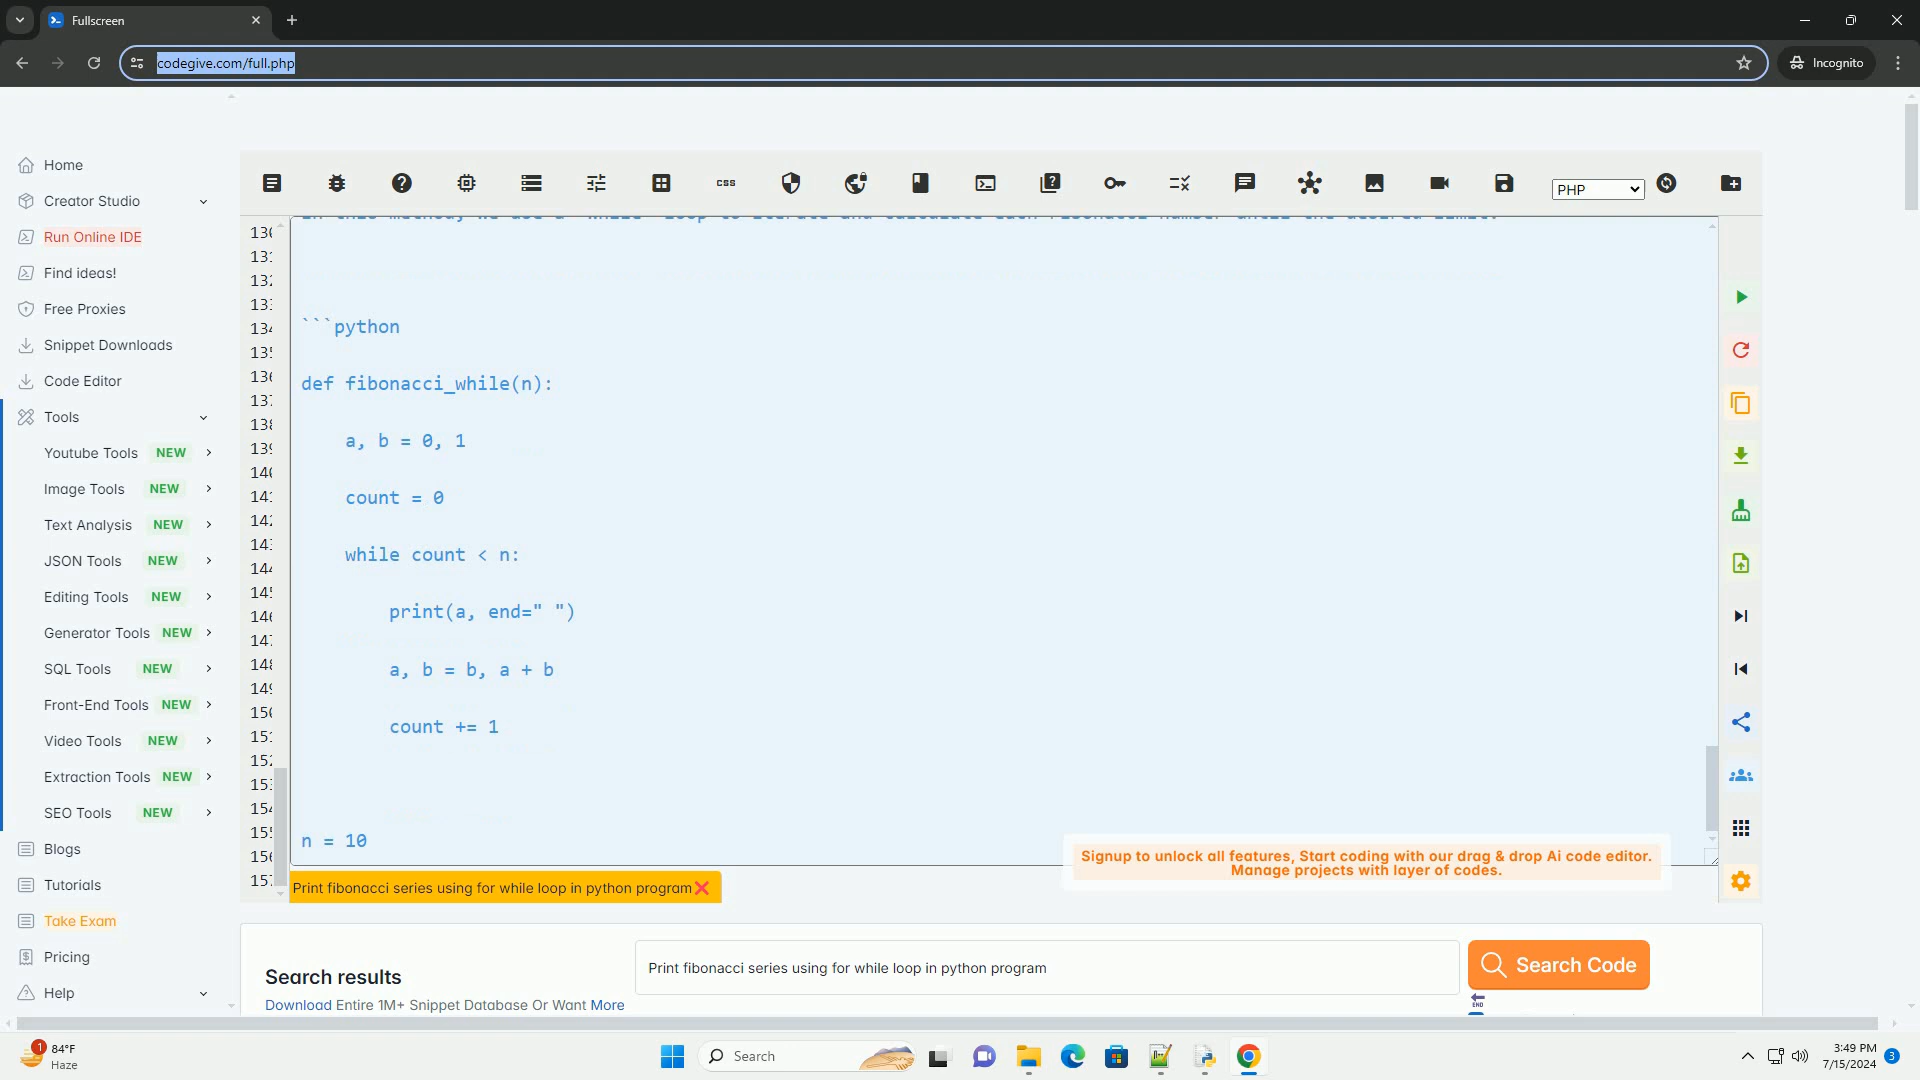 Fullscreen
codegive.com/full.php
Incognito
Home
Creator Studio
Run Online IDE
Find ideas!
Free Proxies
Snippet Downloads
Code Editor
Tools
Youtube Tools NEW
Image Tools NEW
Text Analysis NEW
JSON Tools NEW
Editing Tools NEW
Generator Tools NEW
SQL Tools NEW
Front-End Tools NEW
Video Tools NEW
Extraction Tools NEW
SEO Tools NEW
Blogs
Tutorials
Take Exam
Pricing
Help
css
PHP
```python
def fibonacci_while(n):
a, b = 0, 1
count = 0
while count < n:
print(a, end=" ")
a, b = b, a + b
count += 1
n = 10
Signup to unlock all features, Start coding with our drag & drop Ai code editor.
Manage projects with layer of codes.
Print fibonacci series using for while loop in python program
Search results
Download Entire 1M+ Snippet Database Or Want More
Print fibonacci series using for while loop in python program
Search Code
END
1
84°F
Haze
Search
3:49 PM
7/15/2024
3